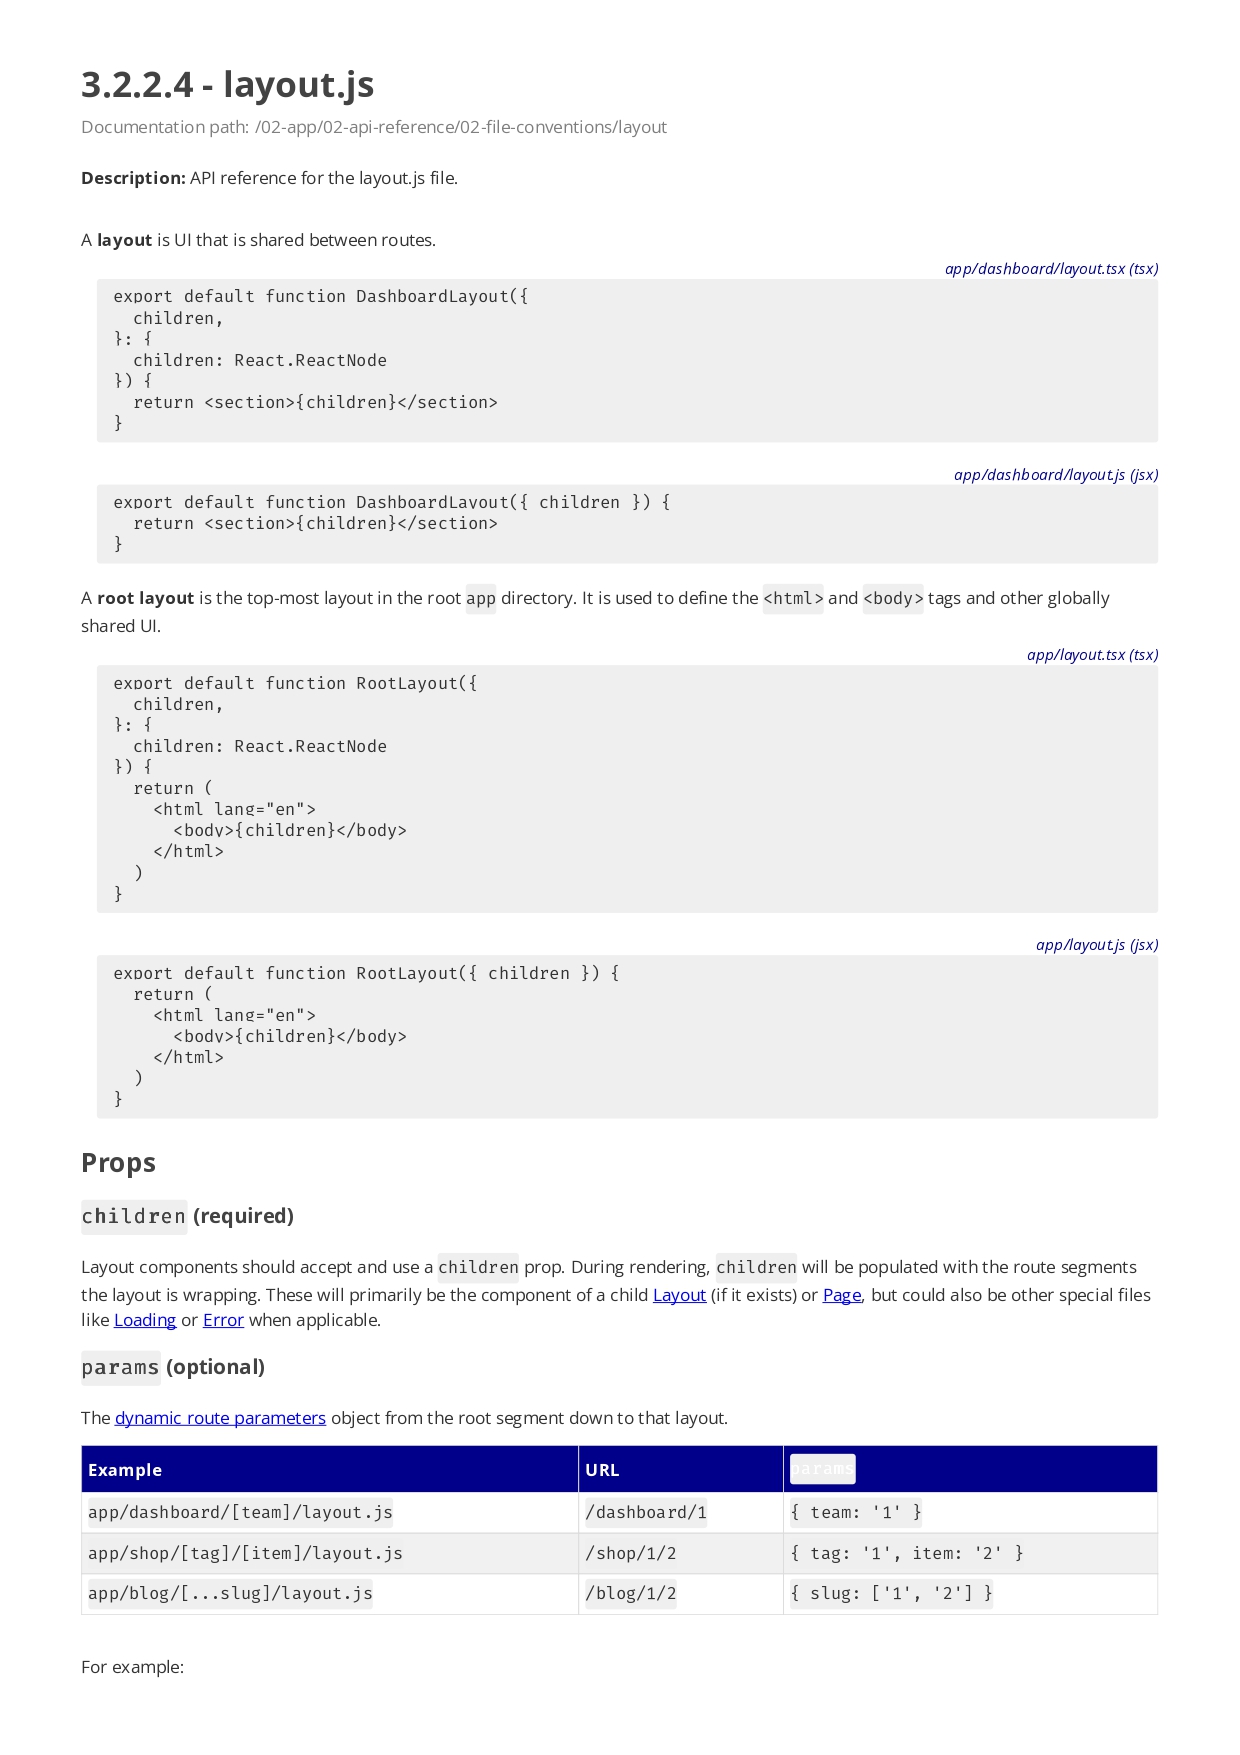 3.2.2.4 - layout.js
Documentation path: /02-app/02-api-reference/02-file-conventions/layout
Description: API reference for the layout.js file.
A layout is UI that is shared between routes.
app/dashboard/layout.tsx (tsx)
export default function DashboardLayout({
  children,
}: {
  children: React.ReactNode
}) {
  return <section>{children}</section>
}
app/dashboard/layout.js (jsx)
export default function DashboardLayout({ children }) {
  return <section>{children}</section>
}
A root layout is the top-most layout in the root app directory. It is used to define the <html> and <body> tags and other globally
shared UI.
app/layout.tsx (tsx)
export default function RootLayout({
  children,
}: {
  children: React.ReactNode
}) {
  return (
    <html lang="en">
      <body>{children}</body>
    </html>
  )
}
app/layout.js (jsx)
export default function RootLayout({ children }) {
  return (
    <html lang="en">
      <body>{children}</body>
    </html>
  )
}
Props
children (required)
Layout components should accept and use a children prop. During rendering, children will be populated with the route segments
the layout is wrapping. These will primarily be the component of a child Layout (if it exists) or Page, but could also be other special files
like Loading or Error when applicable.
params (optional)
The dynamic route parameters object from the root segment down to that layout.
Example URL params
app/dashboard/[team]/layout.js /dashboard/1 { team: '1' }
app/shop/[tag]/[item]/layout.js /shop/1/2 { tag: '1', item: '2' }
app/blog/[...slug]/layout.js /blog/1/2 { slug: ['1', '2'] }
For example: